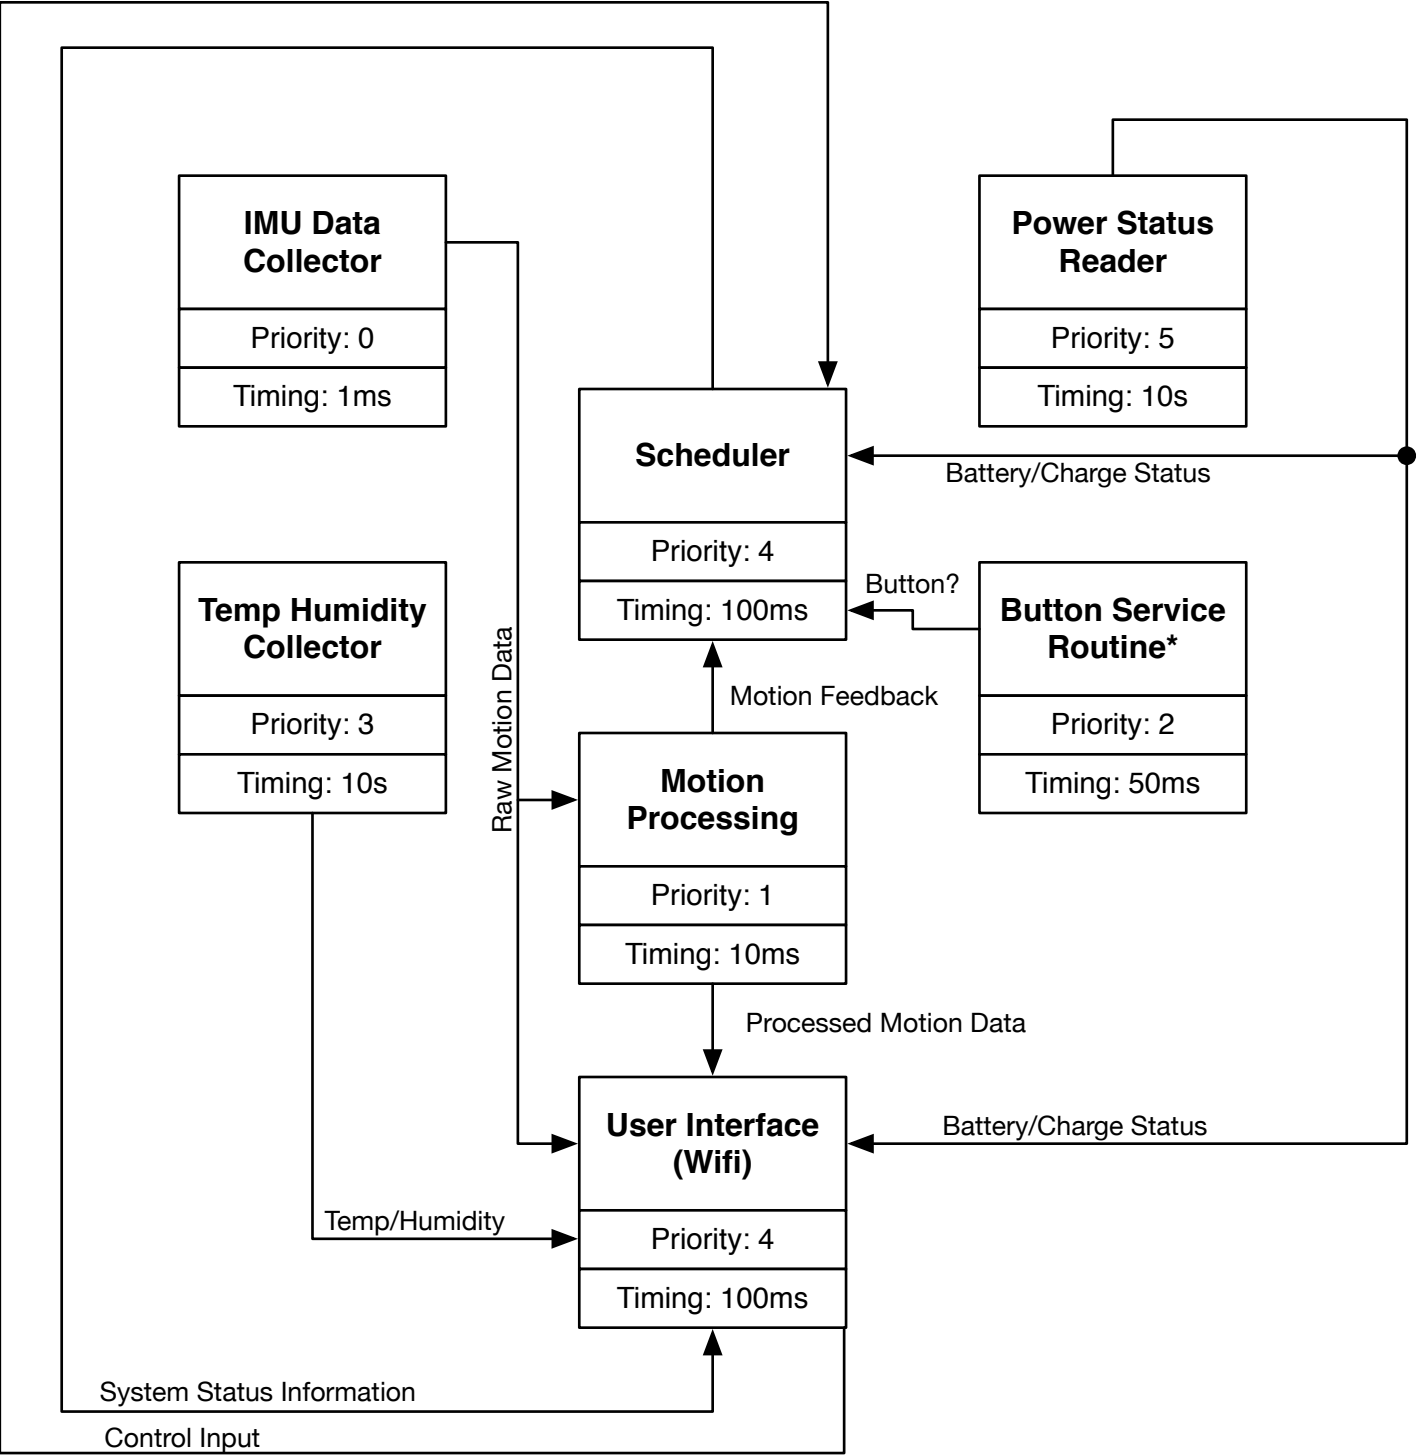 IMU Data
Collector
Priority: 0
Timing: 1ms
Power Status
Reader
Priority: 5
Timing: 10s
Scheduler
Priority: 4
Timing: 100ms
Battery/Charge Status
Temp Humidity
Collector
Priority: 3
Timing: 10s
Button?
Button Service
Routine*
Priority: 2
Timing: 50ms
Raw Motion Data
Motion Feedback
Motion
Processing
Priority: 1
Timing: 10ms
Processed Motion Data
User Interface
(Wifi)
Priority: 4
Timing: 100ms
Battery/Charge Status
Temp/Humidity
System Status Information
Control Input